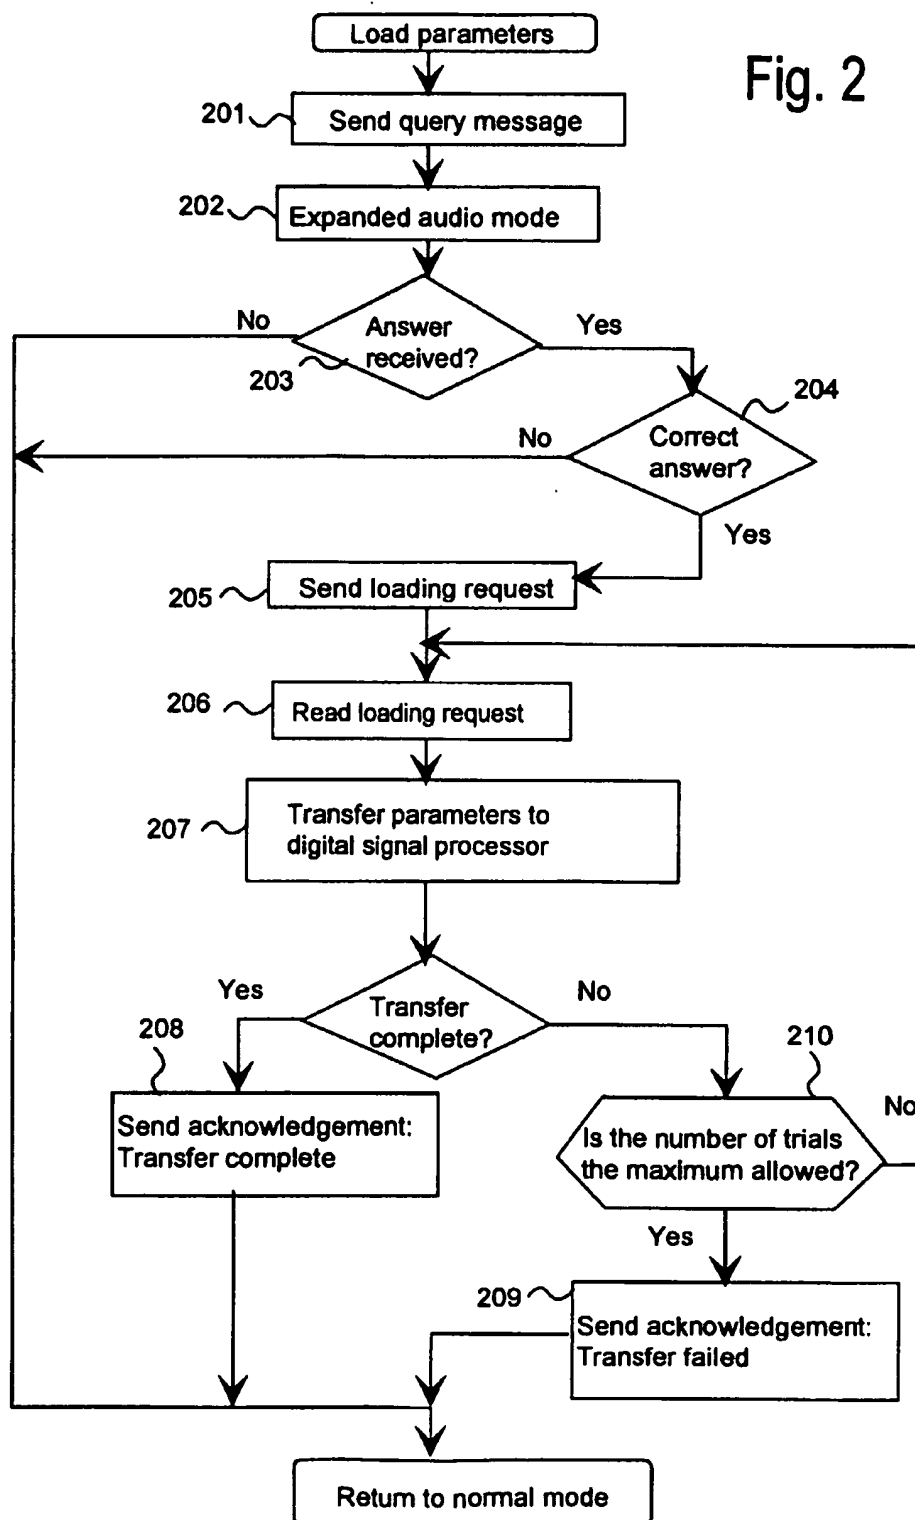 Load parameters
Fig. 2
201
Send query message
202
Expanded audio mode
No
Answer
received?
Yes
203
204
No
Correct
answer?
Yes
205
Send loading request
206
Read loading request
207
Transfer parameters to
digital signal processor
Yes
Transfer
complete?
No
208
210
Send acknowledgement:
Transfer complete
Is the number of trials
the maximum allowed?
No
Yes
209
Send acknowledgement:
Transfer failed
Return to normal mode